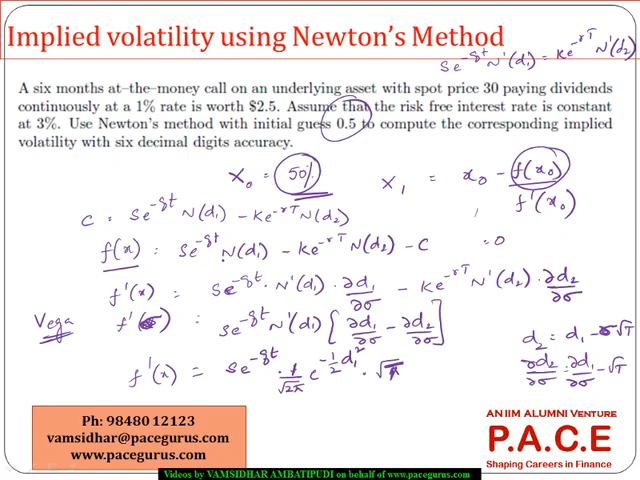 Implied volatility using Newton's Method
Se^{-qt} N'(d₁) = Ke^{-rT} N'(d₂)
A six months at–the–money call on an underlying asset with spot price 30 paying dividends
continuously at a 1% rate is worth $2.5. Assume that the risk free interest rate is constant
at 3%. Use Newton's method with initial guess 0.5 to compute the corresponding implied
volatility with six decimal digits accuracy.
x₀ = 50%
x₁ = x₀ - f(x₀)/f'(x₀)
C = Se^{-qt} N(d₁) - Ke^{-rT} N(d₂)
f(x) = Se^{-qt} N(d₁) - Ke^{-rT} N(d₂) - C = 0
f'(x) = Se^{-qt} · N'(d₁) · ∂d₁/∂σ - Ke^{-rT} N'(d₂) · ∂d₂/∂σ
Vega f'(σ) = Se^{-qt} N'(d₁) [∂d₁/∂σ - ∂d₂/∂σ]
d₂ = d₁ - σ√T
∂d₂/∂σ = ∂d₁/∂σ - √T
f'(x) = Se^{-qt} · 1/√2π e^{-½d₁²} · √T
Ph: 98480 12123
vamsidhar@pacegurus.com
www.pacegurus.com
AN IIM ALUMNI VENTURE
P.A.C.E
Shaping Careers in Finance
Videos by VAMSIDHAR AMBATIPUDI on behalf of www.pacegurus.com